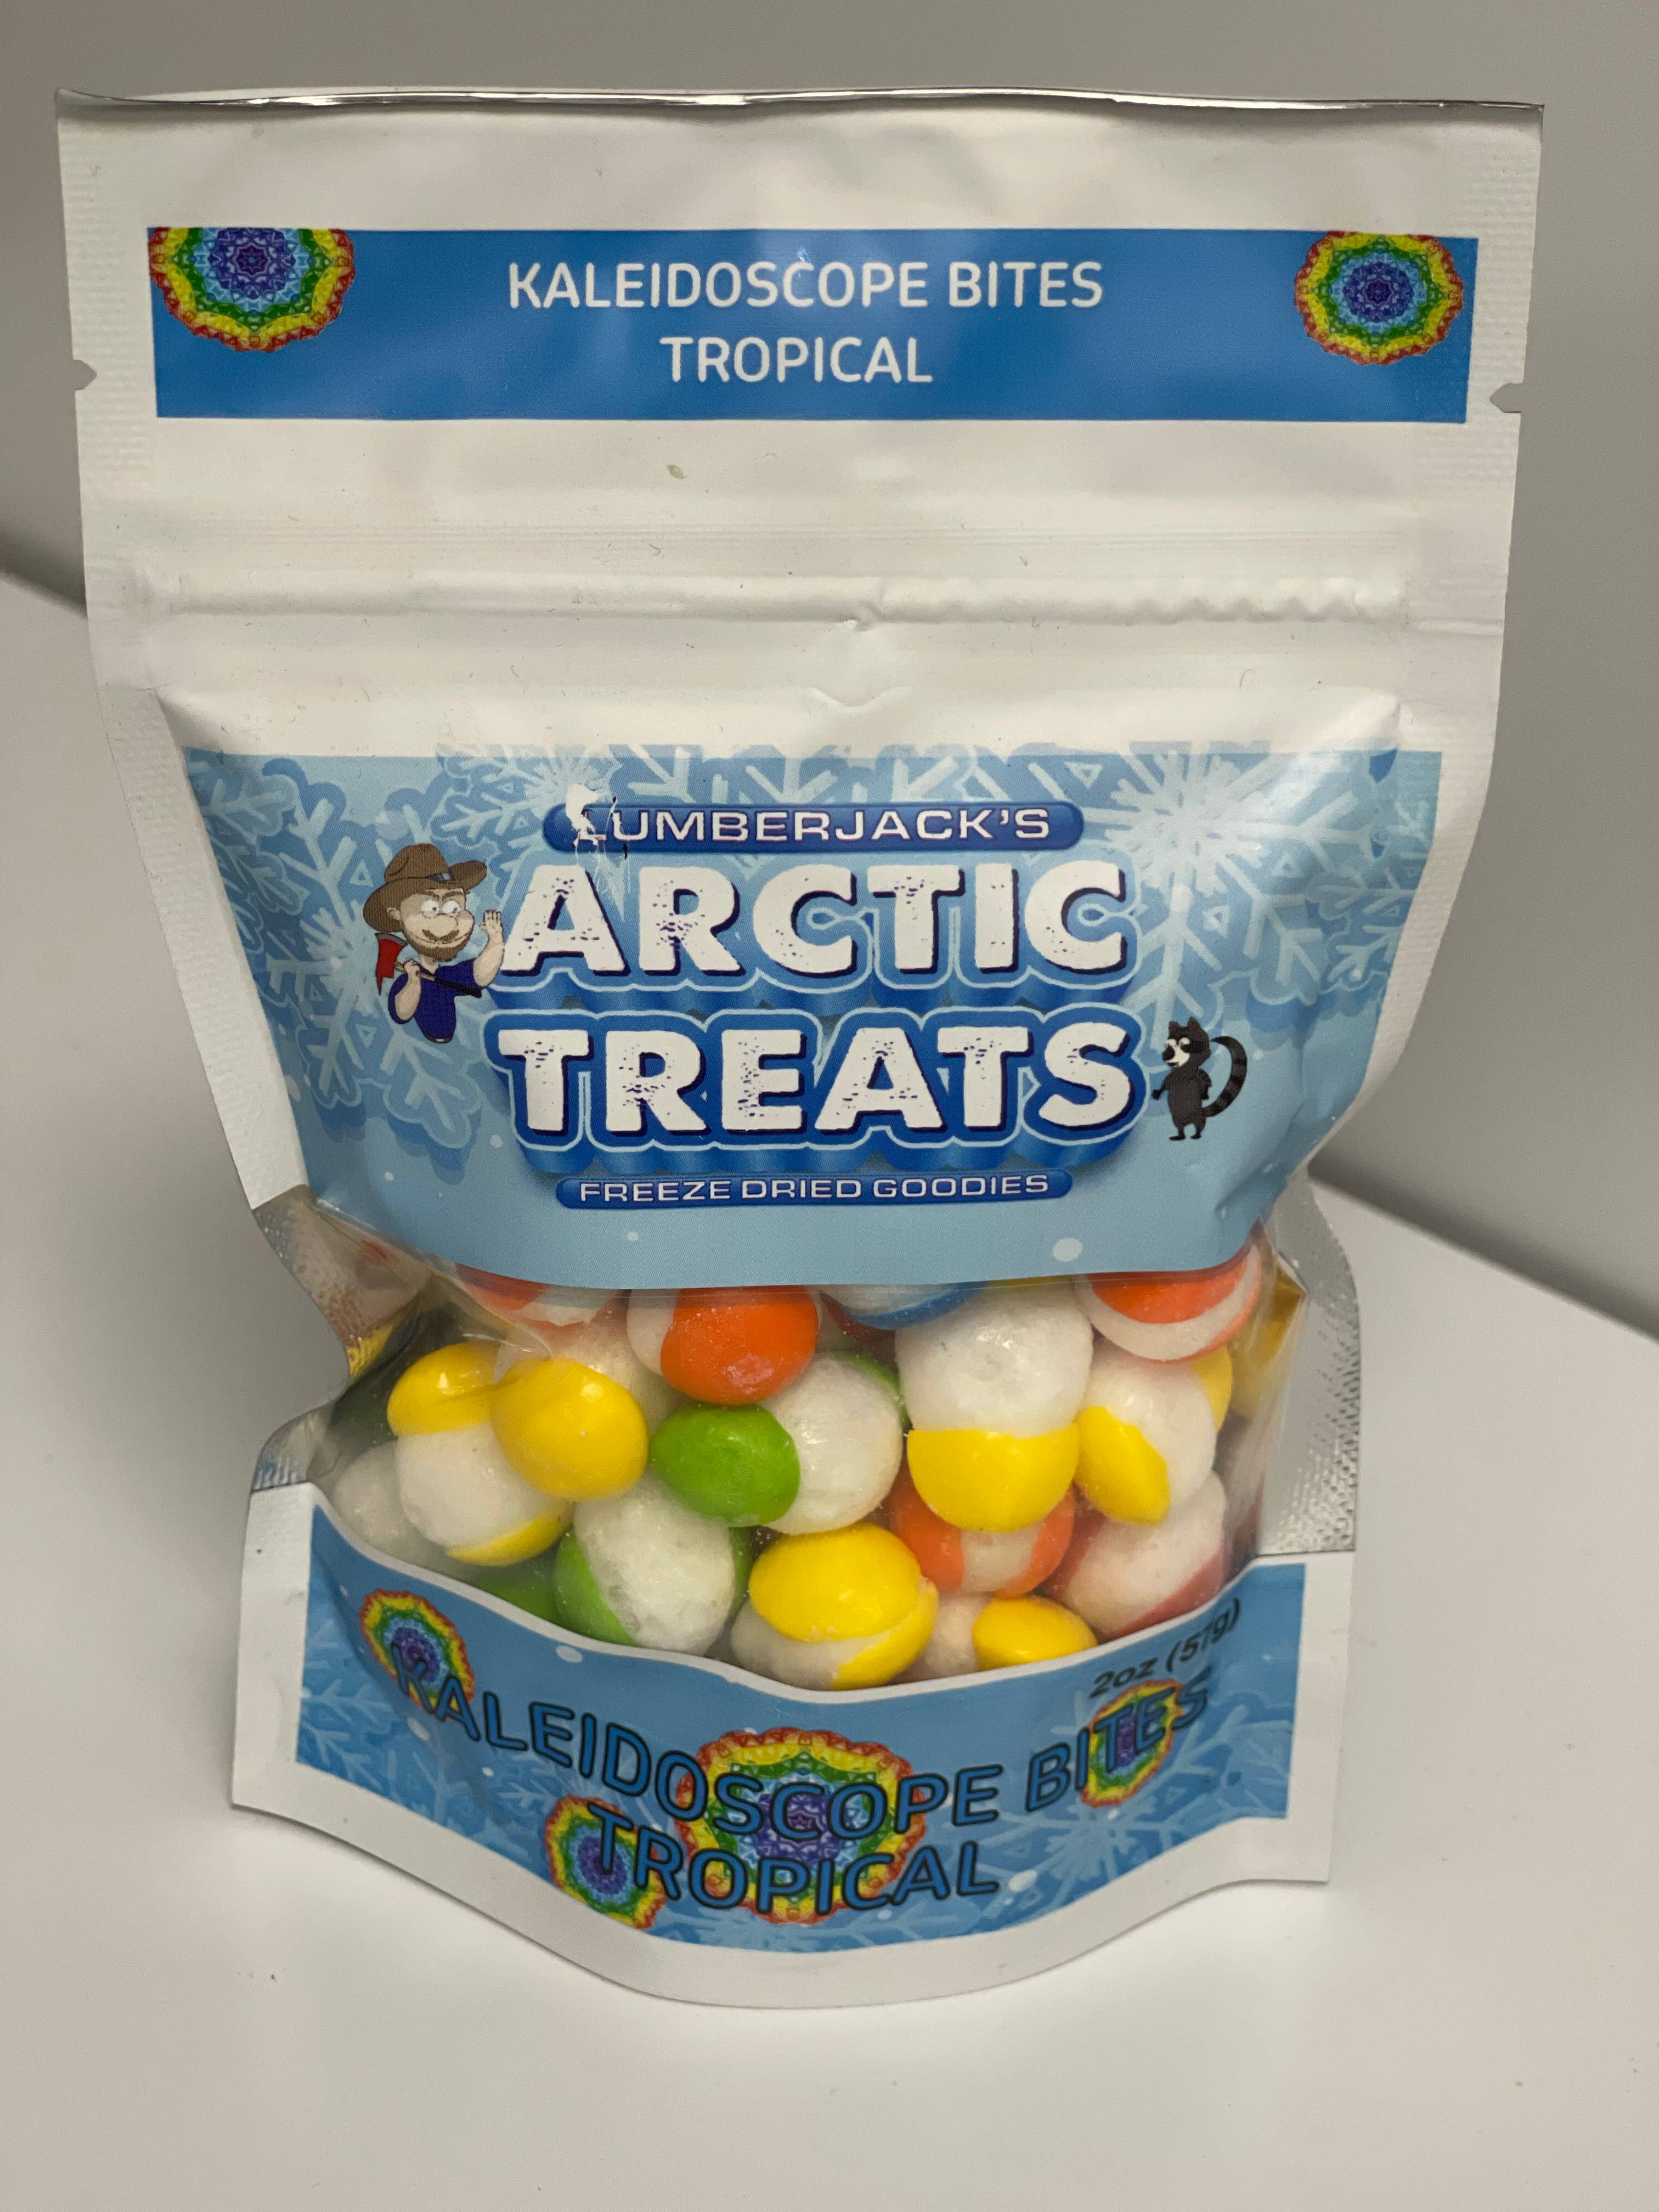 KALEIDOSCOPE BITES
TROPICAL
LUMBERJACK'S
ARCTIC
TREATS
FREEZE DRIED GOODIES
2oz (57g)
KALEIDOSCOPE BITES
TROPICAL